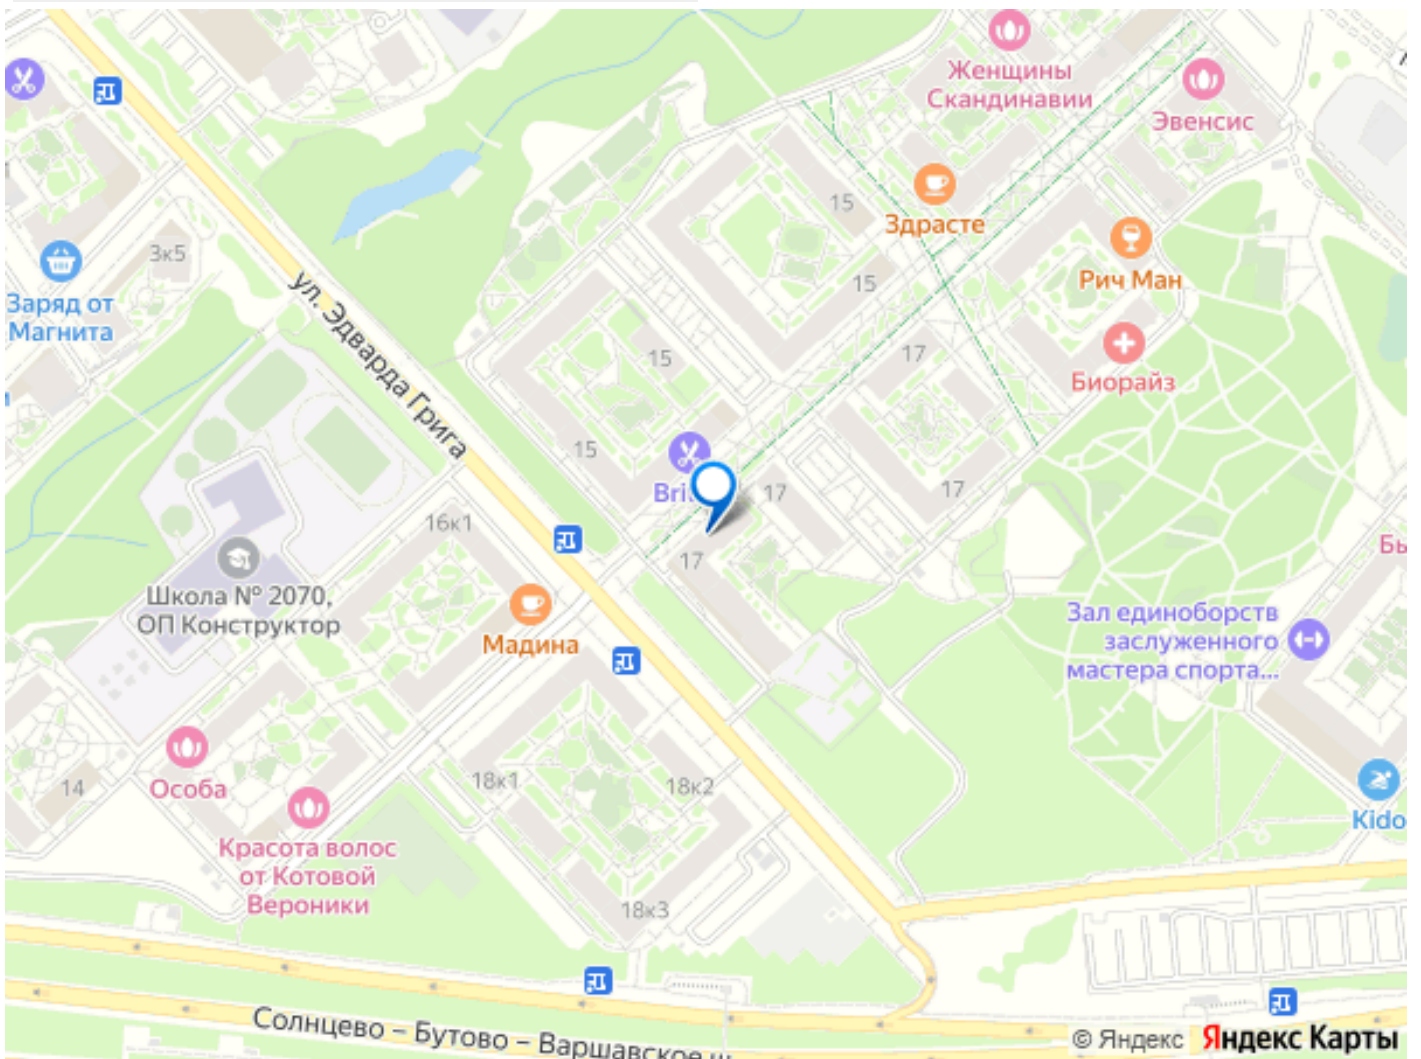 Женщины
Скандинавии
Эвенсис
15
Здрасте
3к5
Заряд от
Магнита
Рич Ман
15
ул. Эдварда Грига
15
17
Биорайз
15
17
17
16к1
17
Школа № 2070,
ОП Конструктор
Мадина
Зал единоборств
заслуженного
мастера спорта...
Особа
14
18к1
18к2
Kido
Красота волос
от Котовой
Вероники
18к3
Солнцево – Бутово – Варшавское
© Яндекс Яндекс Карты